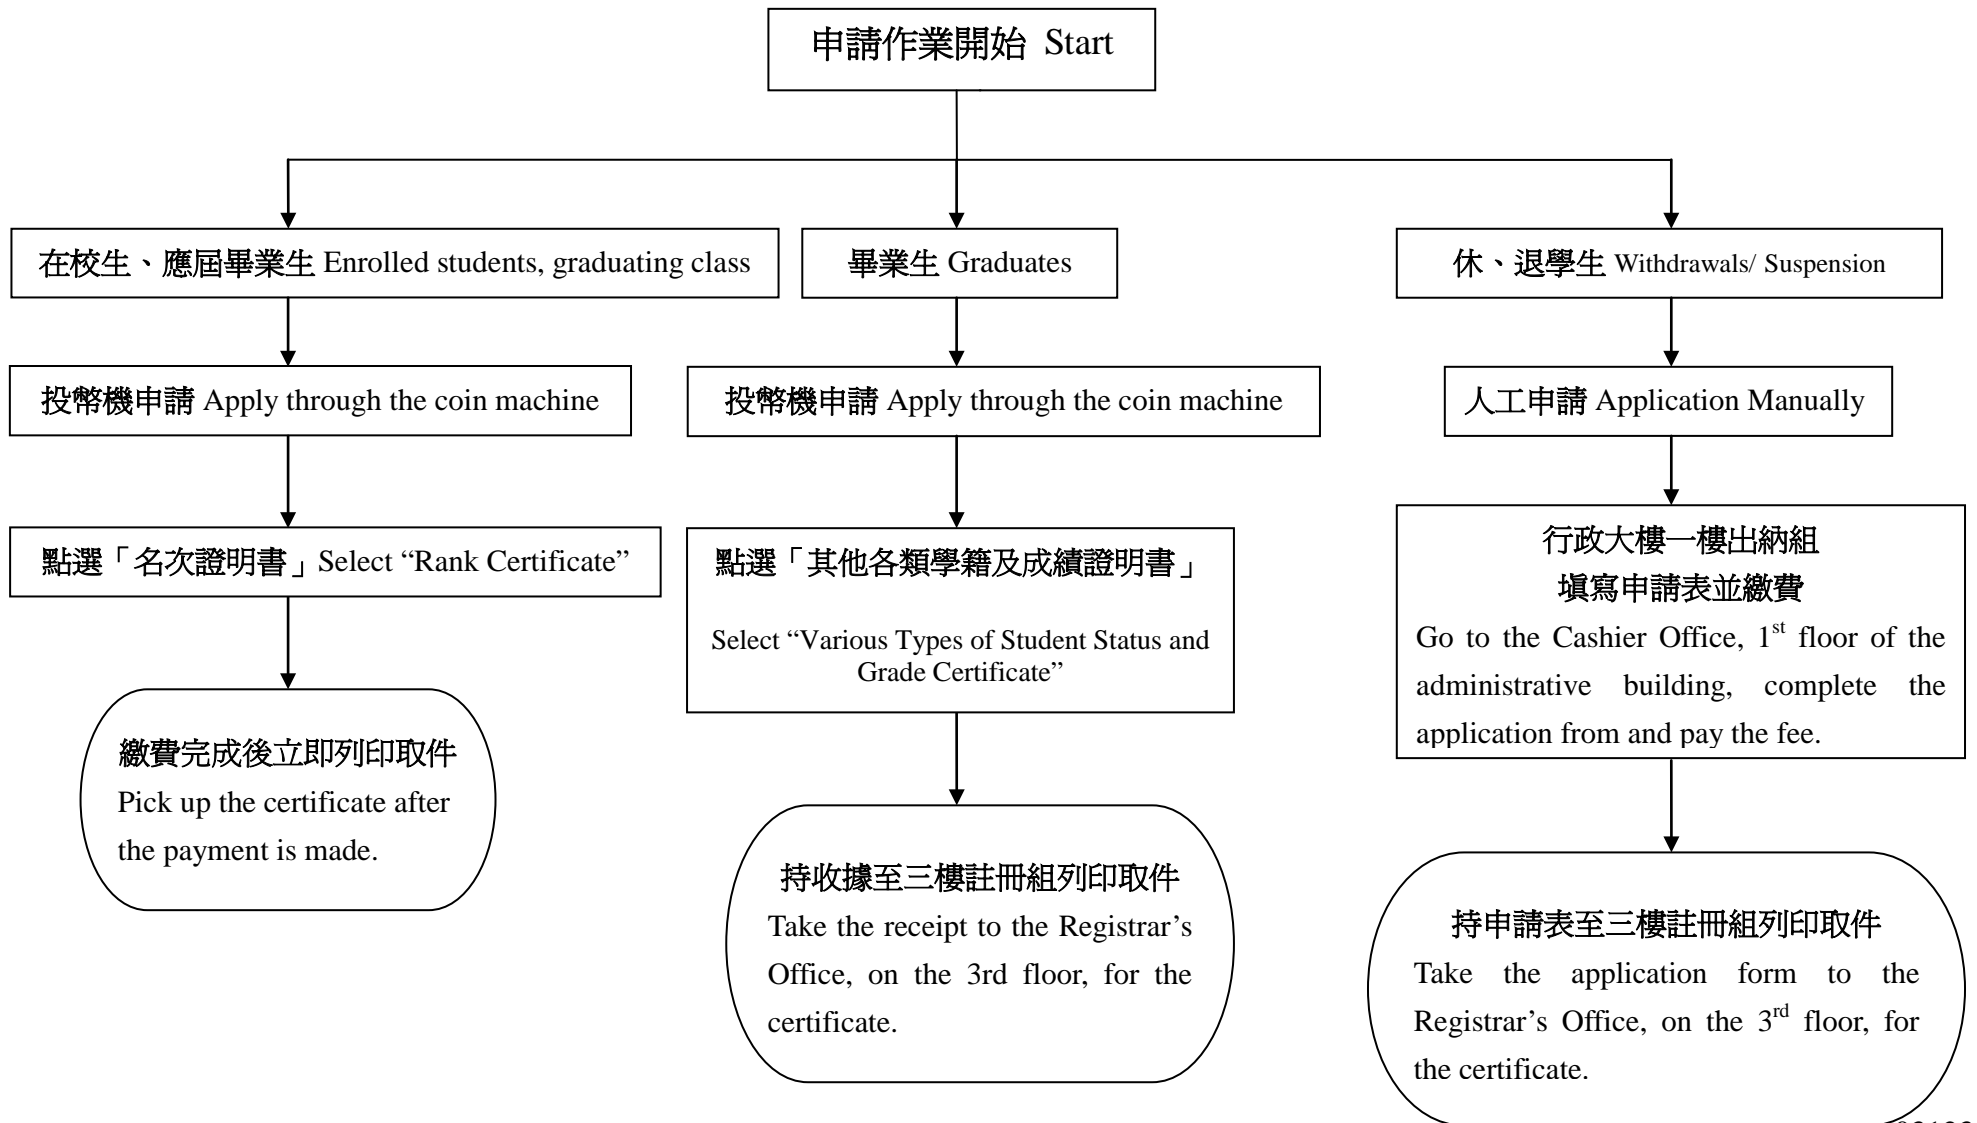 申請作業開始 Start
在校生、應屆畢業生 Enrolled students, graduating class
畢業生 Graduates
休、退學生 Withdrawals/ Suspension
投幣機申請 Apply through the coin machine
投幣機申請 Apply through the coin machine
人工申請 Application Manually
點選「名次證明書」Select “Rank Certificate”
點選「其他各類學籍及成績證明書」
Select “Various Types of Student Status and
Grade Certificate”
行政大樓一樓出納組
填寫申請表並繳費
Go to the Cashier Office, 1st floor of the
administrative building, complete the
application from and pay the fee.
繳費完成後立即列印取件
Pick up the certificate after
the payment is made.
持收據至三樓註冊組列印取件
Take the receipt to the Registrar’s
Office, on the 3rd floor, for the
certificate.
持申請表至三樓註冊組列印取件
Take the application form to the
Registrar’s Office, on the 3rd floor, for
the certificate.